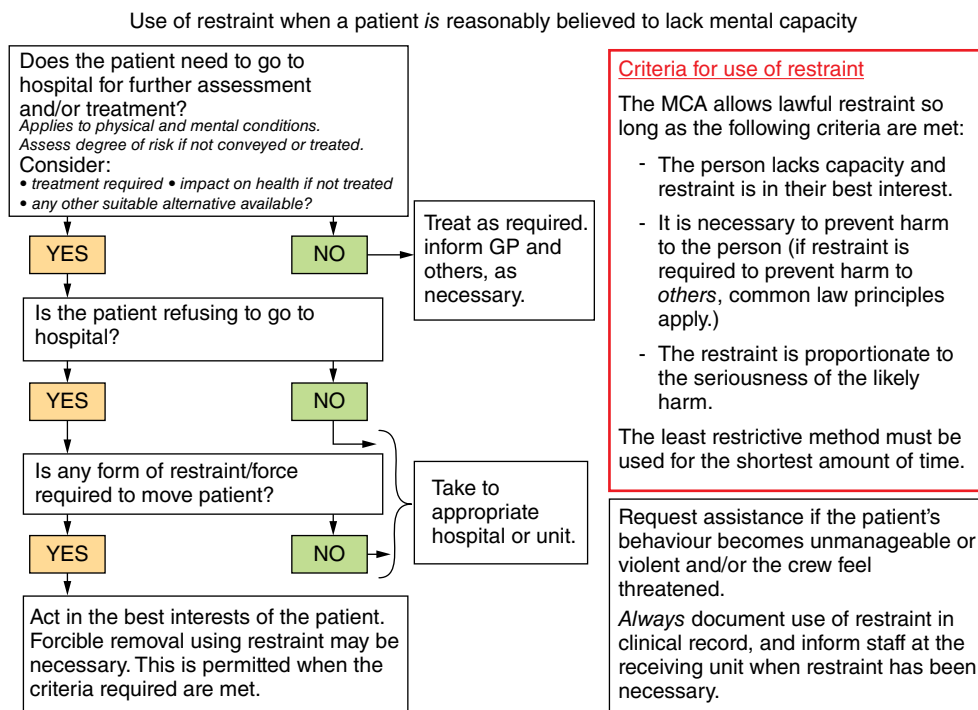 Use of restraint when a patient is reasonably believed to lack mental capacity
Does the patient need to go to
hospital for further assessment
and/or treatment?
Applies to physical and mental conditions.
Assess degree of risk if not conveyed or treated.
Consider:
• treatment required • impact on health if not treated
• any other suitable alternative available?
YES
NO
Treat as required.
inform GP and
others, as
necessary.
Is the patient refusing to go to
hospital?
YES
NO
Is any form of restraint/force
required to move patient?
YES
NO
Take to
appropriate
hospital or unit.
Act in the best interests of the patient.
Forcible removal using restraint may be
necessary. This is permitted when the
criteria required are met.
Criteria for use of restraint
The MCA allows lawful restraint so
long as the following criteria are met:
- The person lacks capacity and
restraint is in their best interest.
- It is necessary to prevent harm
to the person (if restraint is
required to prevent harm to
others, common law principles
apply.)
- The restraint is proportionate to
the seriousness of the likely
harm.
The least restrictive method must be
used for the shortest amount of time.
Request assistance if the patient's
behaviour becomes unmanageable or
violent and/or the crew feel
threatened.
Always document use of restraint in
clinical record, and inform staff at the
receiving unit when restraint has been
necessary.